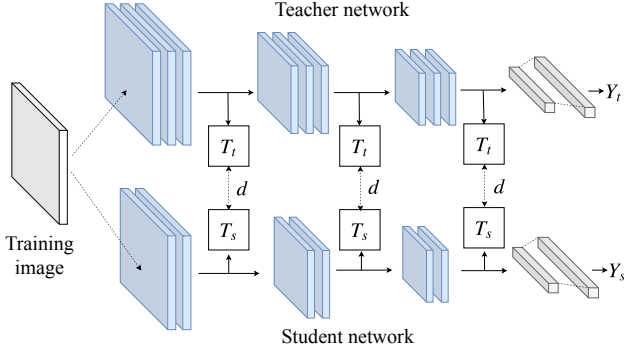 Teacher network
Y_t
T_t T_t T_t
d d d
T_s T_s T_s
Training
image
Y_s
Student network